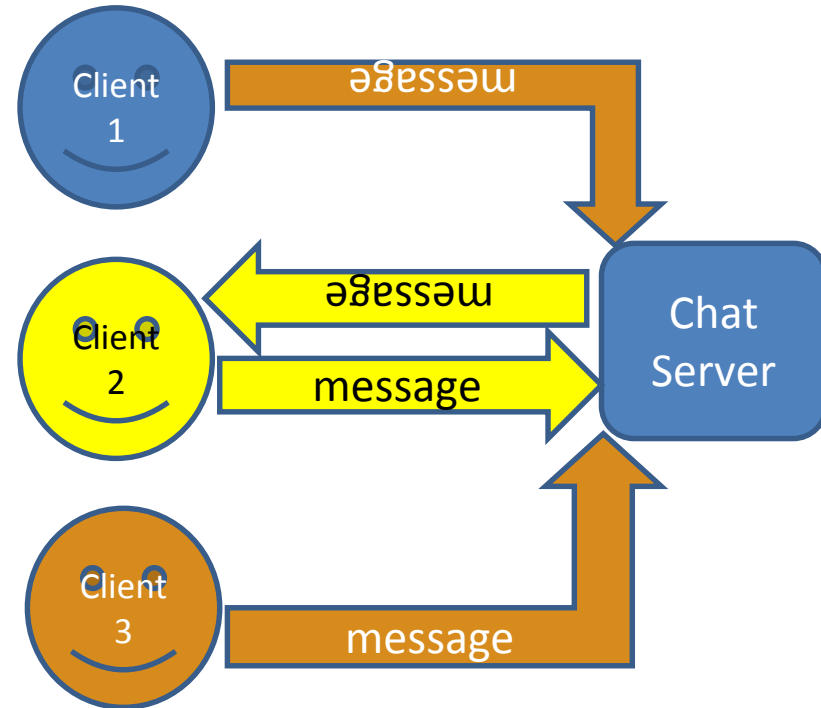 Client
1
message
message
Client
2
message
Chat
Server
Client
3
message